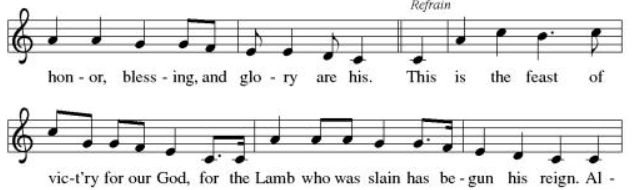 Refrain
hon - or, bless - ing, and glo - ry are his. This is the feast of
vic-t'ry for our God, for the Lamb who was slain has be - gun his reign. Al -